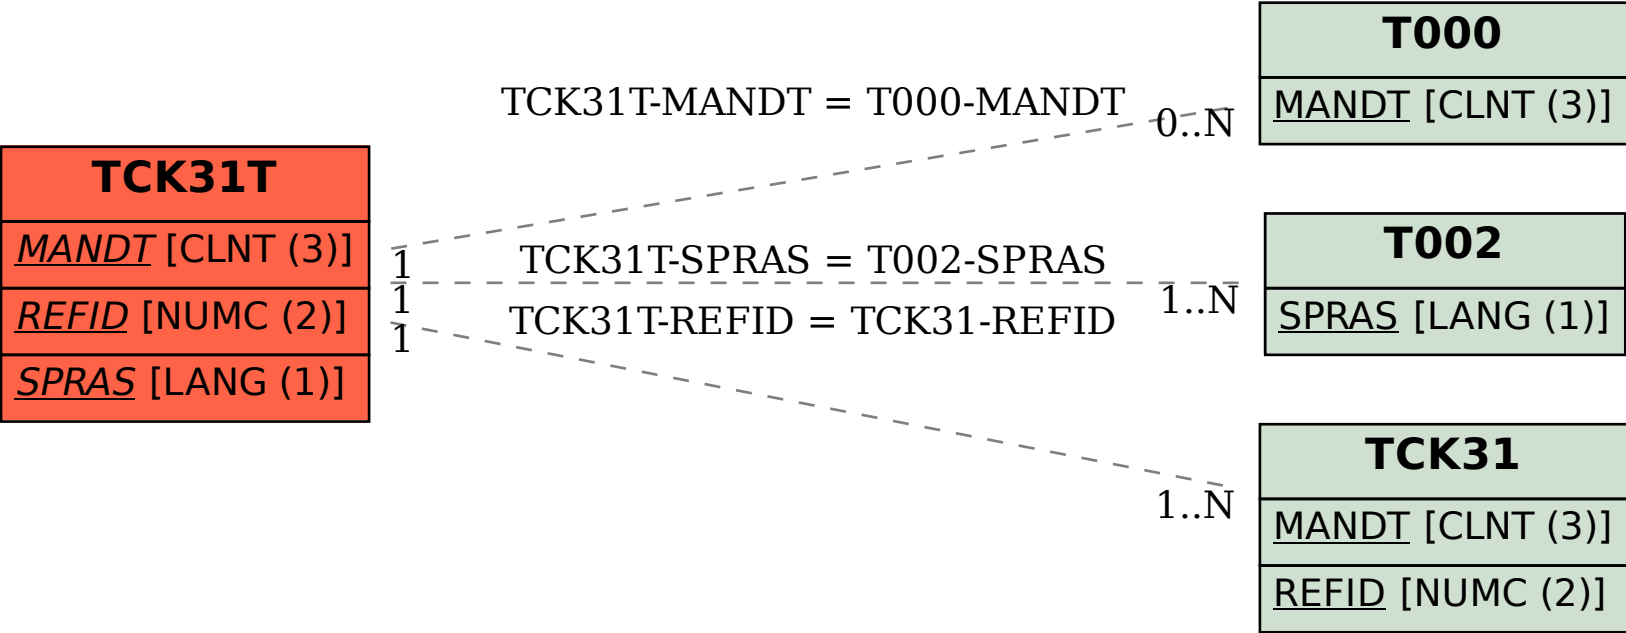 TCK31T
MANDT [CLNT (3)]
REFID [NUMC (2)]
SPRAS [LANG (1)]
TCK31T-MANDT = T000-MANDT
0..N
1
TCK31T-SPRAS = T002-SPRAS
1
1..N
TCK31T-REFID = TCK31-REFID
1
1..N
T000
MANDT [CLNT (3)]
T002
SPRAS [LANG (1)]
TCK31
MANDT [CLNT (3)]
REFID [NUMC (2)]